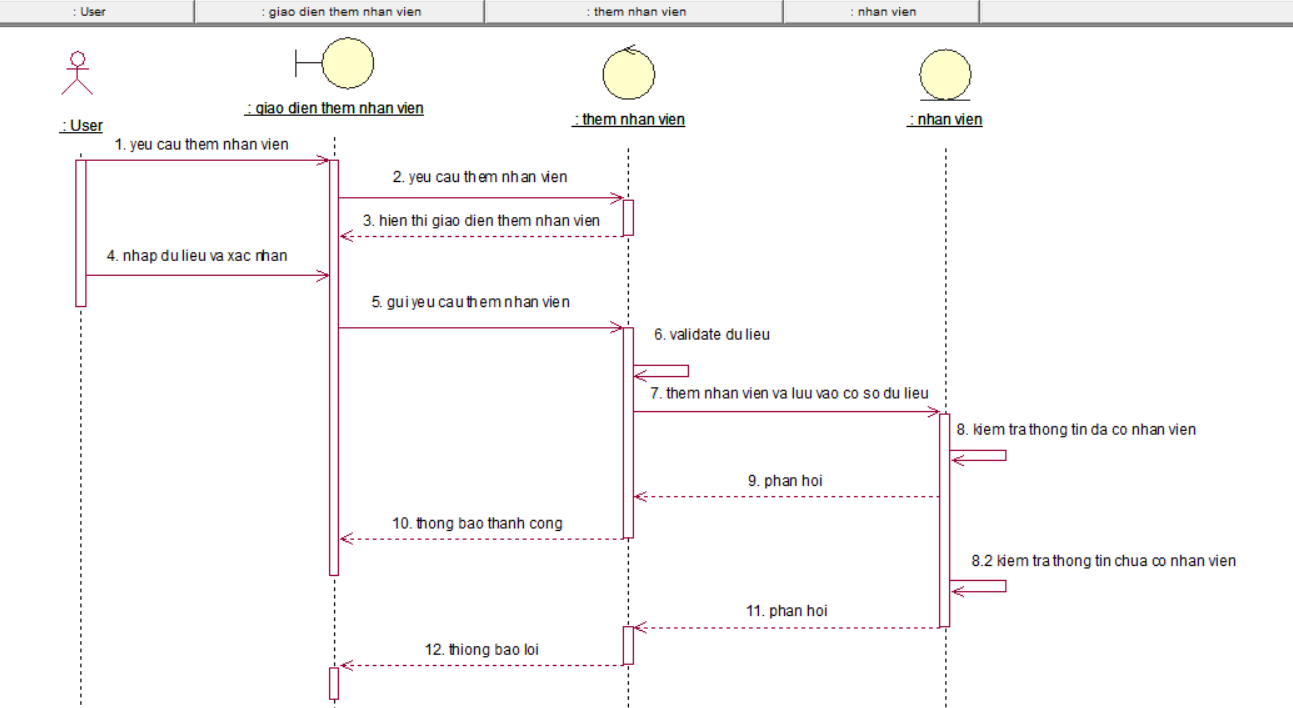 : User
: giao dien them nhan vien
: them nhan vien
: nhan vien
: giao dien them nhan vien
: User
: them nhan vien
: nhan vien
1. yeu cau them nhan vien
2. yeu cau them nhan vien
3. hien thi giao dien them nhan vien
4. nhap du lieu va xac nhan
5. gui yeu cau them nhan vien
6. validate du lieu
7. them nhan vien va luu vao co so du lieu
8. kiem tra thong tin da co nhan vien
9. phan hoi
10. thong bao thanh cong
8.2 kiem tra thong tin chua co nhan vien
11. phan hoi
12. thiong bao loi